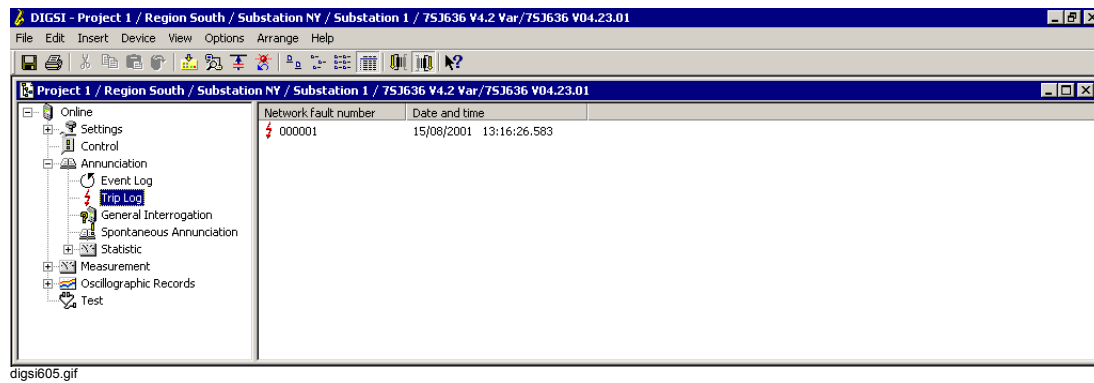 DIGSI - Project 1 / Region South / Substation NY / Substation 1 / 7SJ636 V4.2 Var/7SJ636 V04.23.01
File Edit Insert Device View Options Arrange Help
Project 1 / Region South / Substation NY / Substation 1 / 7SJ636 V4.2 Var/7SJ636 V04.23.01
Online
Settings
Control
Annunciation
Event Log
Trip Log
General Interrogation
Spontaneous Annunciation
Statistic
Measurement
Oscillographic Records
Test
Network fault number Date and time
000001 15/08/2001 13:16:26.583
digsi605.gif